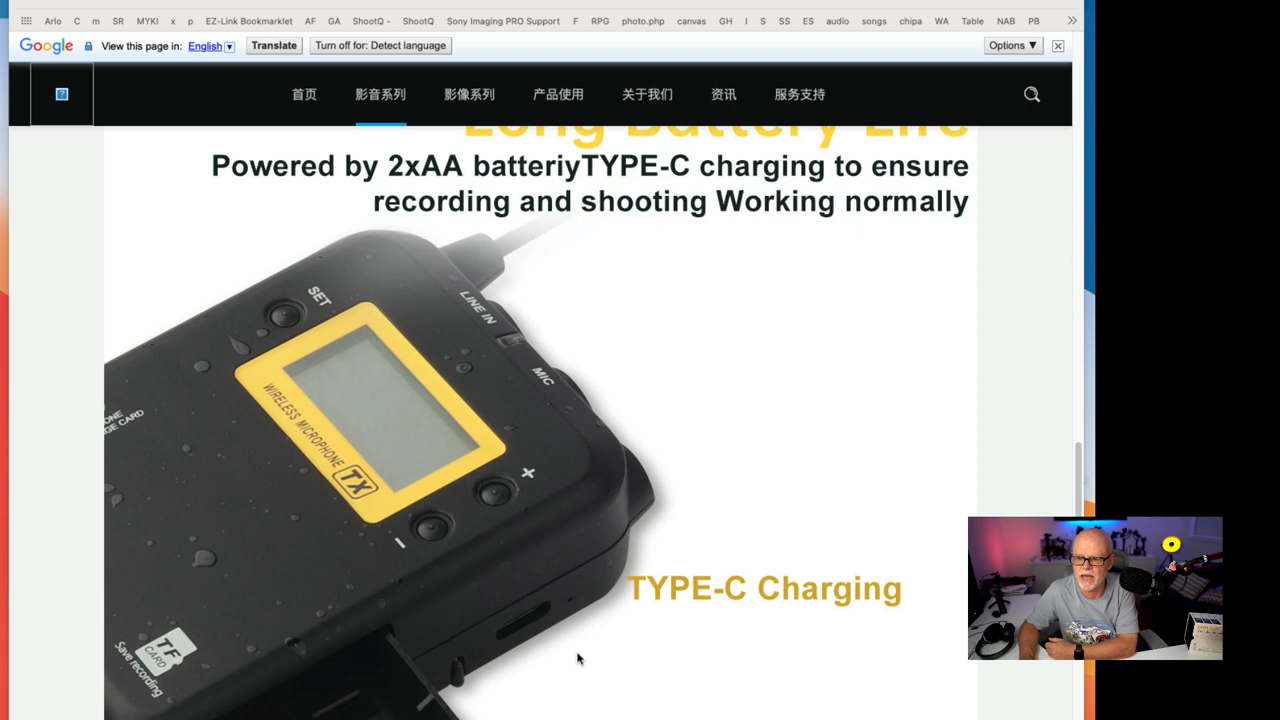 Arlo C m SR MYKI x p EZ-Link Bookmarklet AF GA ShootQ - ShootQ Sony Imaging PRO Support F RPG photo.php canvas GH I S SS ES audio songs chipa WA Table NAB PB
Google View this page in: English Translate Turn off for: Detect language Options ▼
首页 影音系列 影像系列 产品使用 关于我们 资讯 服务支持
Long Battery Life
Powered by 2xAA batteriyTYPE-C charging to ensure
recording and shooting Working normally
SET
LINE IN
MIC
WIRELESS MICROPHONE TX
+
−
TYPE-C Charging
TF
CARD
Save recording